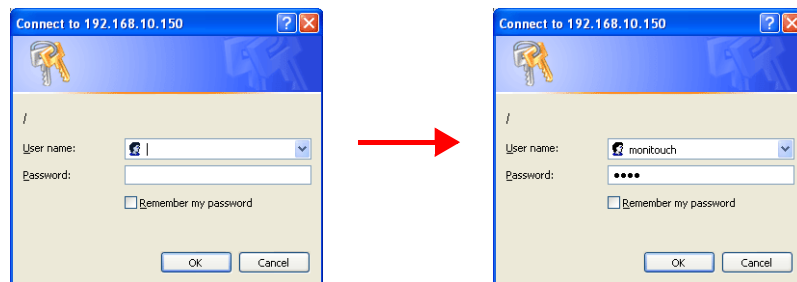 Connect to 192.168.10.150
/
User name:
Password:
Remember my password
OK Cancel
Connect to 192.168.10.150
/
User name: monitouch
Password: ••••
Remember my password
OK Cancel